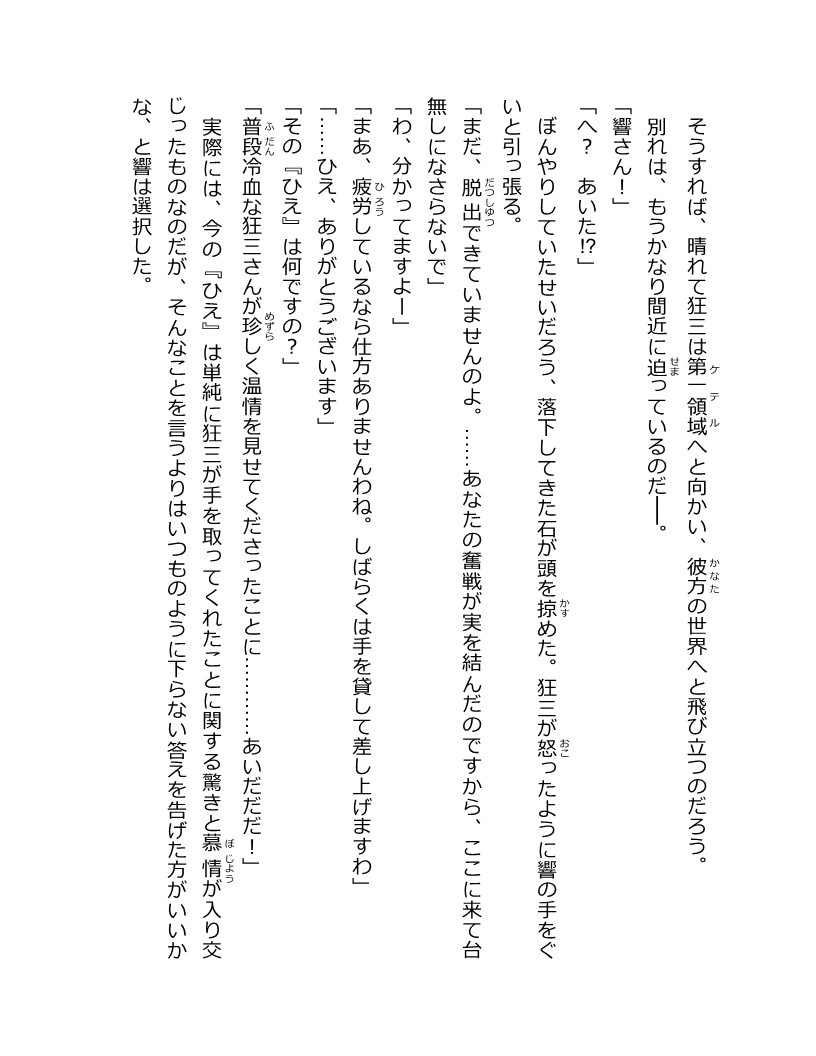 そうすれば、晴れて狂三は第一領域へと向かい、彼方の世界へと飛び立つのだろう。
別れは、もうかなり間近に迫っているのだ──。
「響さん！」
「へ？　あいた⁉」
ぼんやりしていたせいだろう、落下してきた石が頭を掠めた。狂三が怒ったように響の手をぐ
いと引っ張る。
「まだ、脱出できていませんのよ。……あなたの奮戦が実を結んだのですから、ここに来て台
無しになさらないで」
「わ、分かってますよー」
「まあ、疲労しているなら仕方ありませんわね。しばらくは手を貸して差し上げますわ」
「……ひえ、ありがとうございます」
「その『ひえ』は何ですの？」
「普段冷血な狂三さんが珍しく温情を見せてくださったことに…………あいだだだ！」
実際には、今の『ひえ』は単純に狂三が手を取ってくれたことに関する驚きと慕情が入り交
じったものなのだが、そんなことを言うよりはいつものように下らない答えを告げた方がいいか
な、と響は選択した。